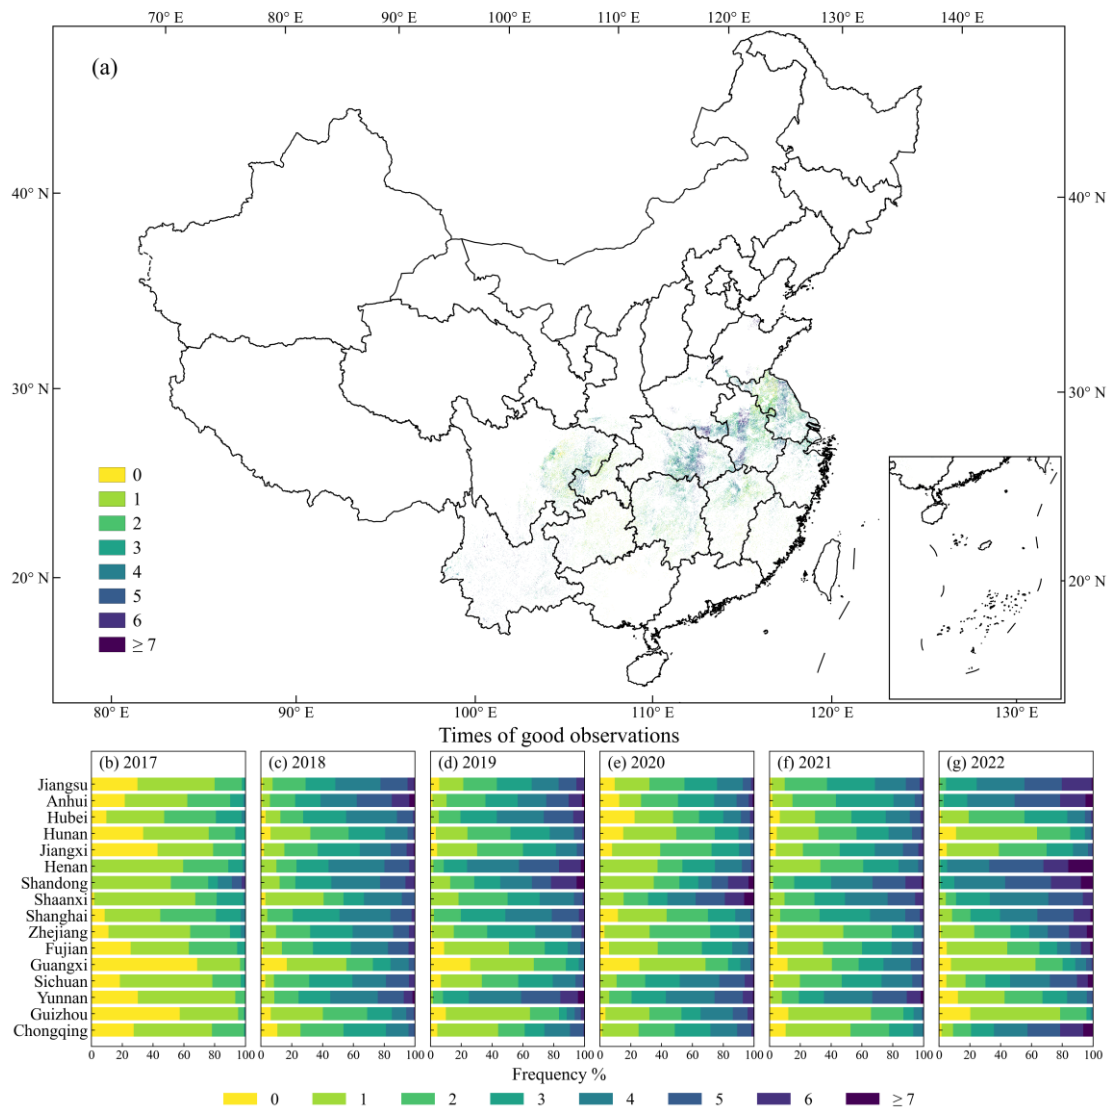 70° E 80° E 90° E 100° E 110° E 120° E 130° E 140° E
(a)
40° N 40° N
30° N 30° N
20° N 20° N
0
1
2
3
4
5
6
≥ 7
80° E 90° E 100° E 110° E 120° E 130° E
Times of good observations
(b) 2017 (c) 2018 (d) 2019 (e) 2020 (f) 2021 (g) 2022
Jiangsu
Anhui
Hubei
Hunan
Jiangxi
Henan
Shandong
Shaanxi
Shanghai
Zhejiang
Fujian
Guangxi
Sichuan
Yunnan
Guizhou
Chongqing
0 20 40 60 80 100 0 20 40 60 80 100 0 20 40 60 80 100 0 20 40 60 80 100 0 20 40 60 80 100 0 20 40 60 80 100
Frequency %
0 1 2 3 4 5 6 ≥ 7